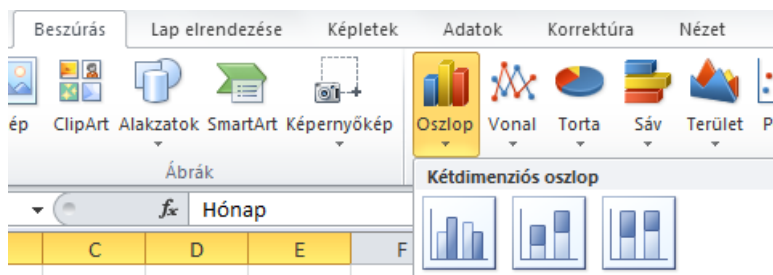 Beszúrás Lap elrendezése Képletek Adatok Korrektúra Nézet
ép ClipArt Alakzatok SmartArt Képernyőkép Oszlop Vonal Torta Sáv Terület P
Ábrák
Kétdimenziós oszlop
fx Hónap
C D E F